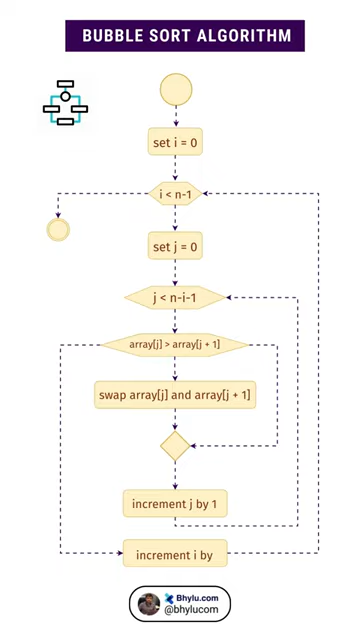 BUBBLE SORT ALGORITHM
set i = 0
i < n-1
set j = 0
j < n-i-1
array[j] > array[j + 1]
swap array[j] and array[j + 1]
increment j by 1
increment i by
Bhylu.com
@bhylucom